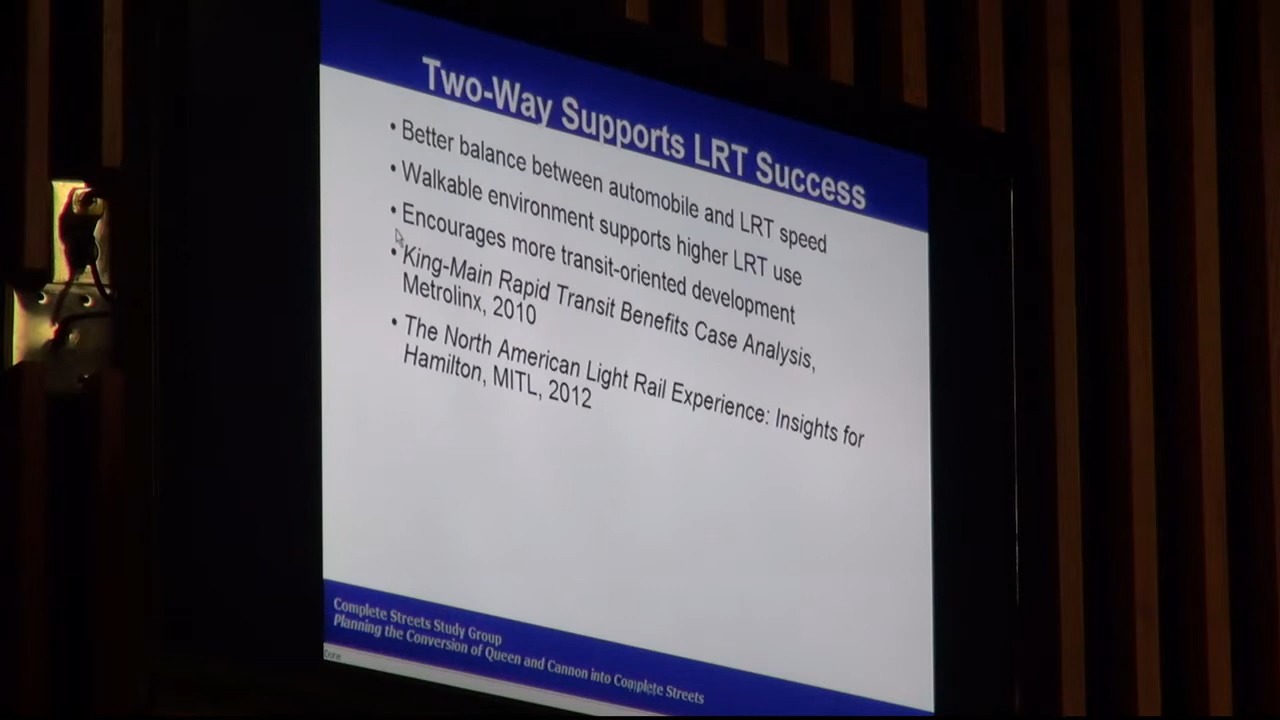 Two-Way Supports LRT Success
• Better balance between automobile and LRT speed
• Walkable environment supports higher LRT use
• Encourages more transit-oriented development
• King-Main Rapid Transit Benefits Case Analysis,
Metrolinx, 2010
• The North American Light Rail Experience: Insights for
Hamilton, MITL, 2012
Complete Streets Study Group
Planning the Conversion of Queen and Cannon into Complete Streets
Done